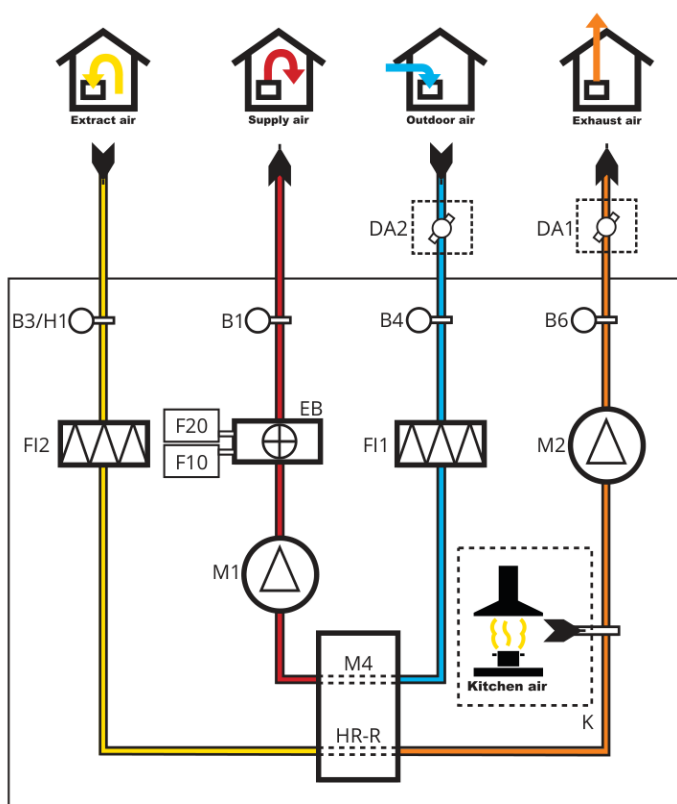 Extract air
Supply air
Outdoor air
Exhaust air
DA2
DA1
B3/H1
B1
B4
B6
EB
F20
F10
FI2
FI1
M2
M1
M4
Kitchen air
K
HR-R